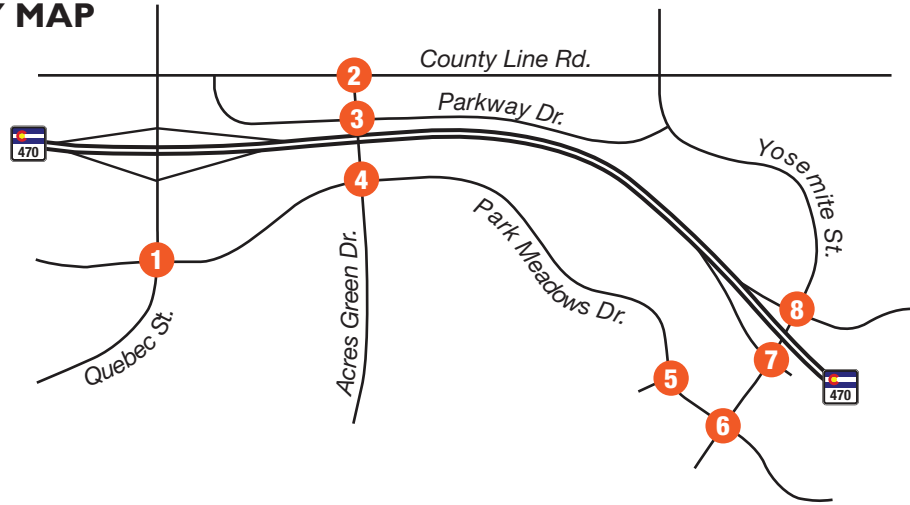 MAP
County Line Rd.
2
Parkway Dr.
3
470
Yosemite St.
4
Park Meadows Dr.
1
Acres Green Dr.
Quebec St.
8
7
5
470
6